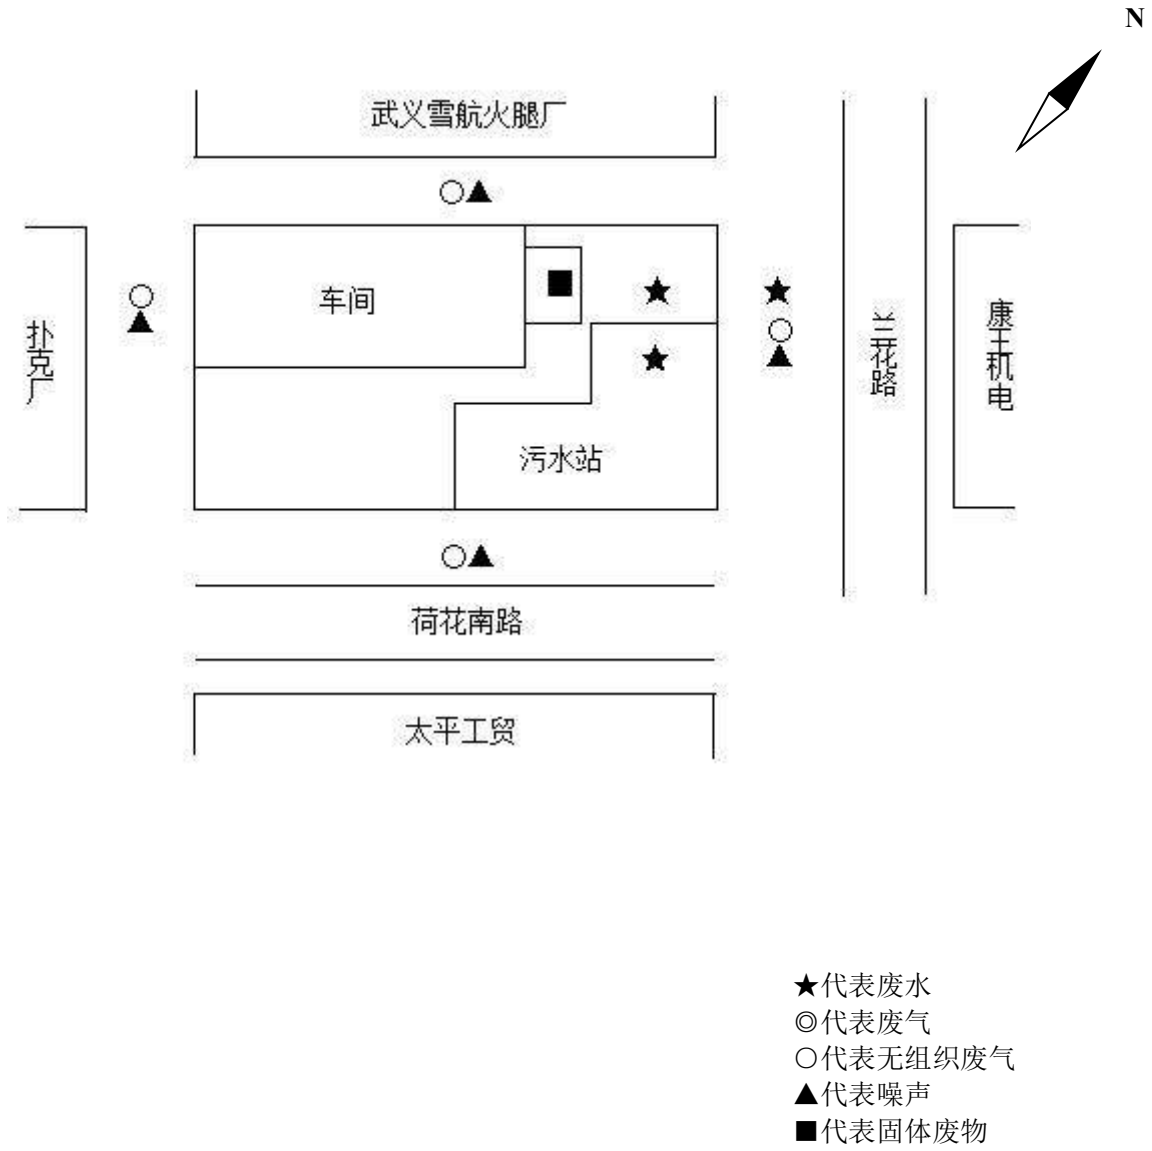 N
武义雪航火腿厂
车间
扑克厂
兰花路
康王机电
污水站
荷花南路
太平工贸
★代表废水
◎代表废气
○代表无组织废气
▲代表噪声
■代表固体废物